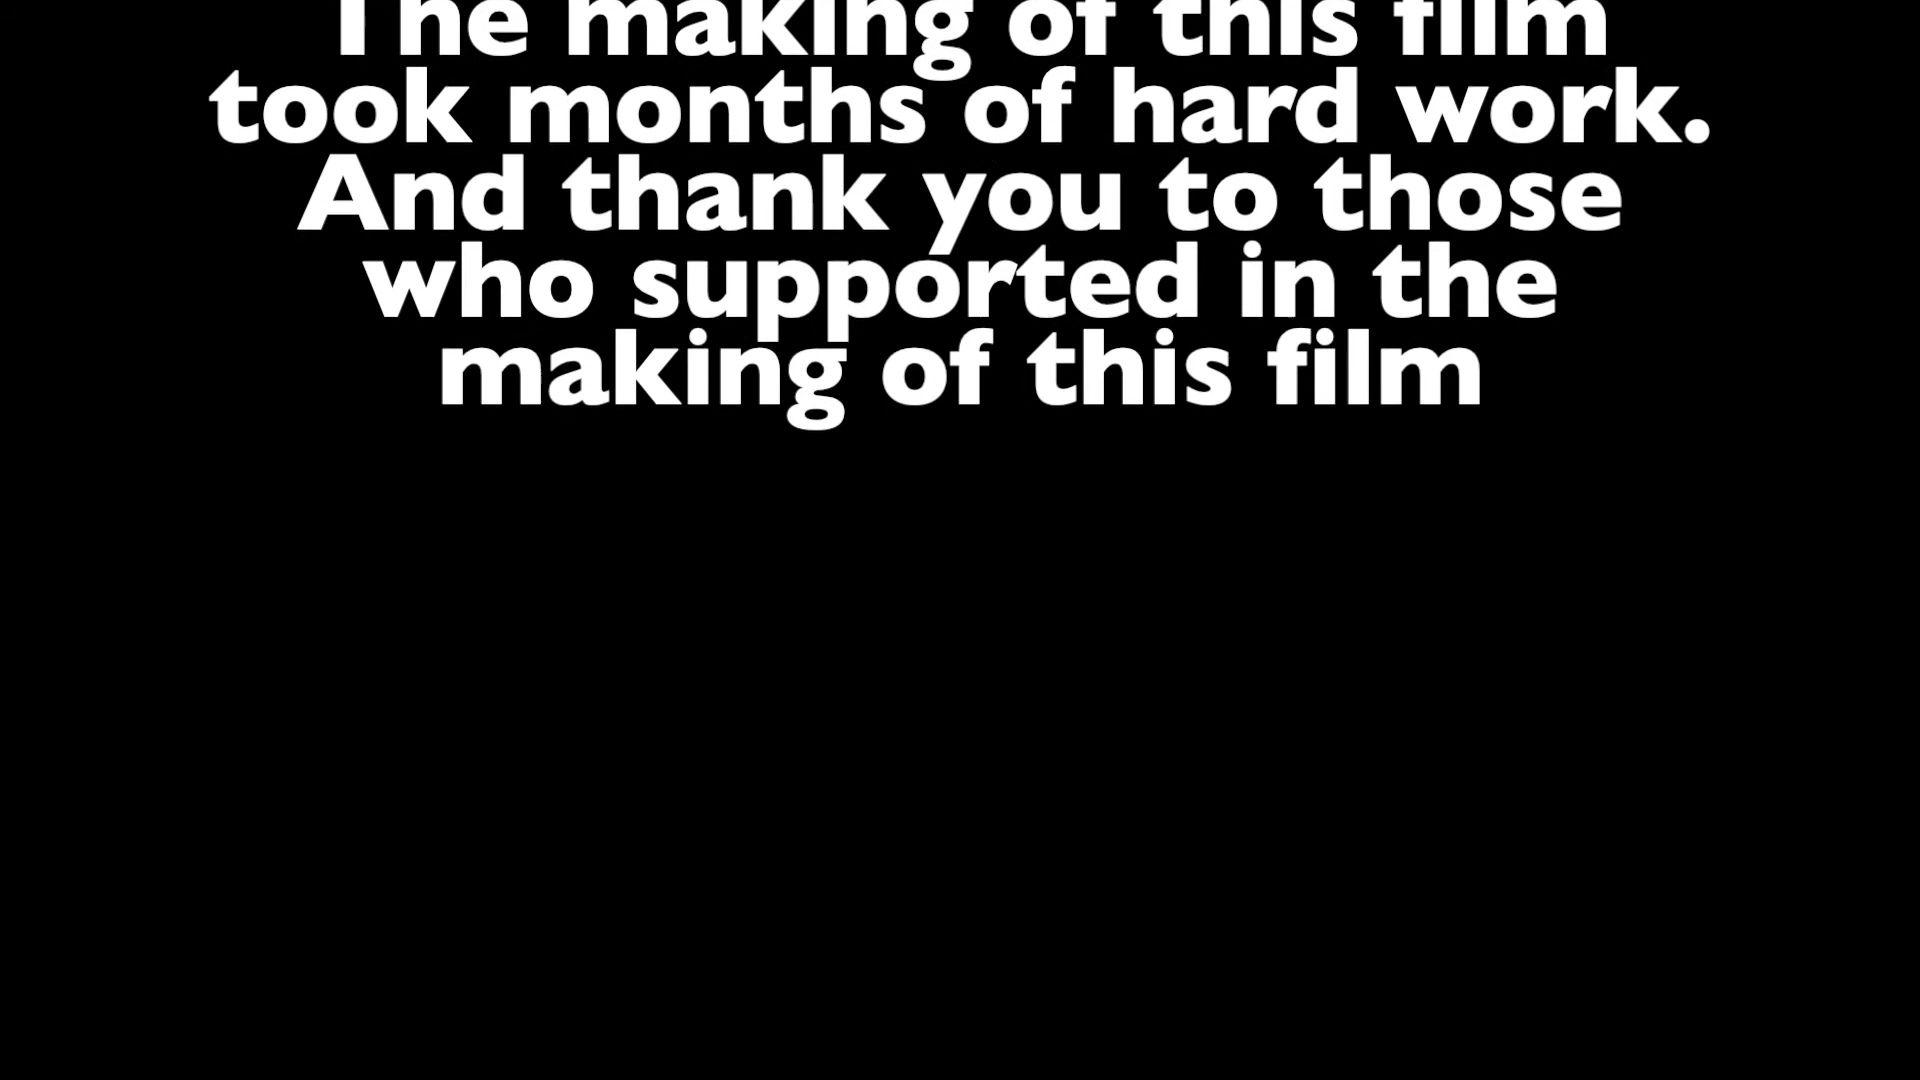 The making of this film
took months of hard work.
And thank you to those
who supported in the
making of this film